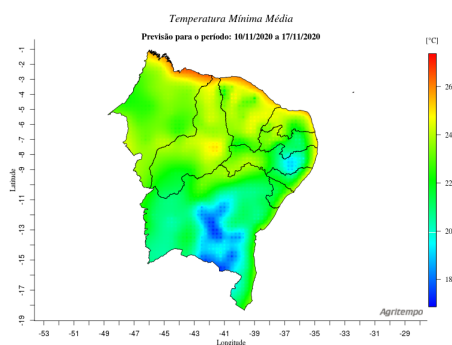 Temperatura Mínima Média
Previsão para o período: 10/11/2020 a 17/11/2020
[°C]
-1
-2
-3
-4
-5
-6
-7
-8
-9
-11
-13
-15
-17
-19
Latitude
26
24
22
20
18
Agritempo
-53 -51 -49 -47 -45 -43 -41 -39 -37 -35 -33 -31 -29
Longitude